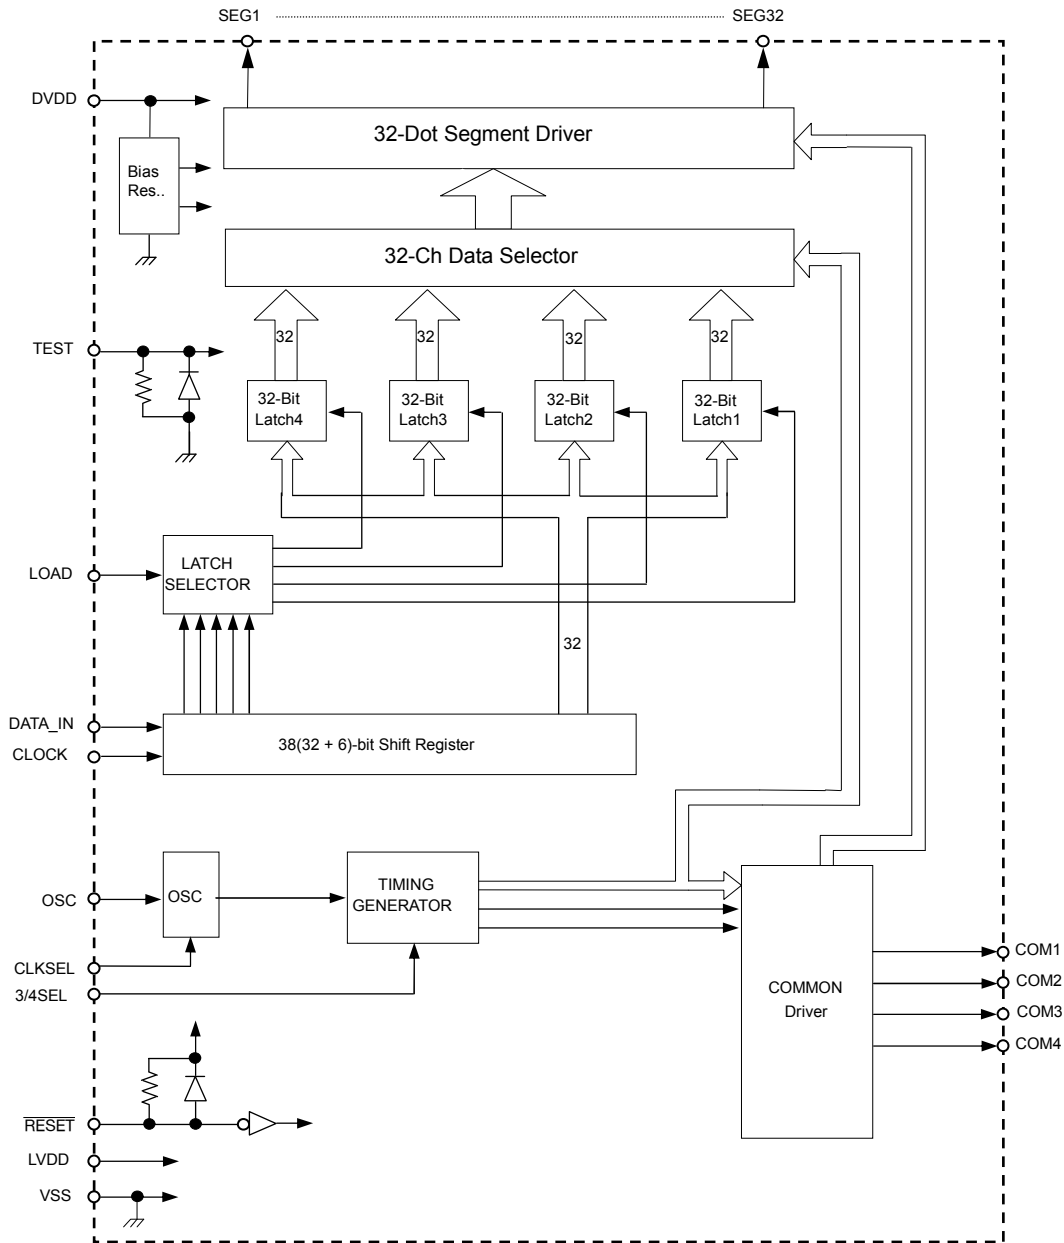 SEG1
SEG32
DVDD
32-Dot Segment Driver
Bias
Res..
32-Ch Data Selector
TEST
32
32
32
32
32-Bit
Latch4
32-Bit
Latch3
32-Bit
Latch2
32-Bit
Latch1
LOAD
LATCH
SELECTOR
32
DATA_IN
CLOCK
38(32 + 6)-bit Shift Register
OSC
OSC
TIMING
GENERATOR
CLKSEL
3/4SEL
COMMON
Driver
COM1
COM2
COM3
COM4
RESET
LVDD
VSS